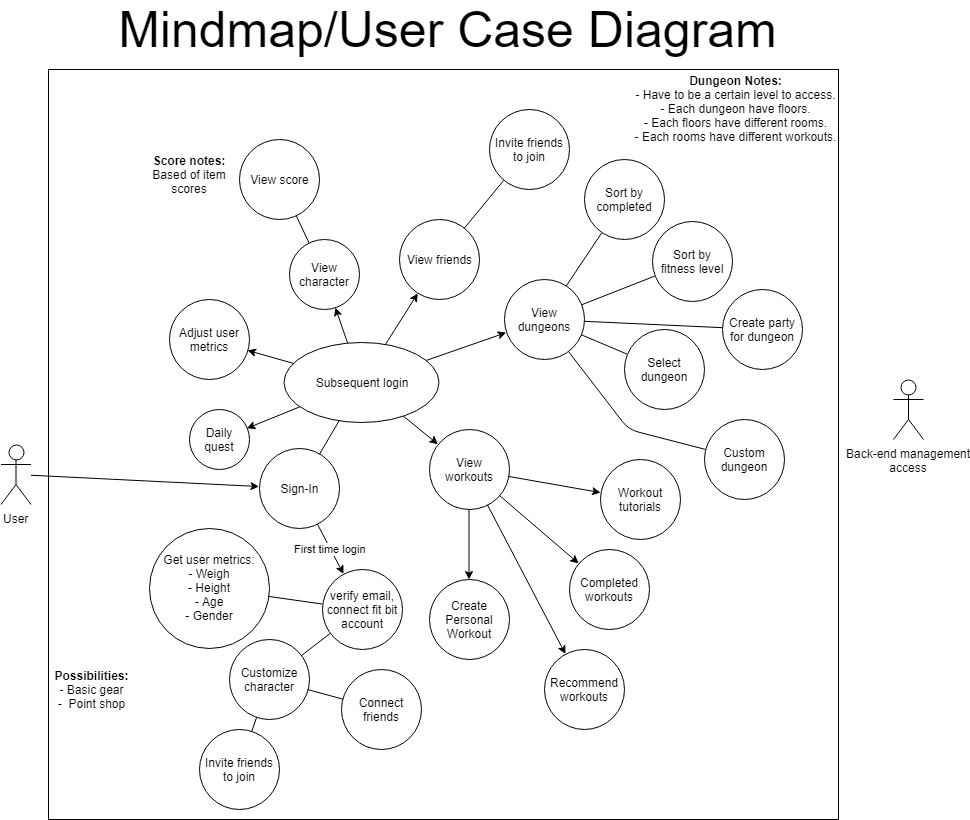 Mindmap/User Case Diagram
Dungeon Notes:
- Have to be a certain level to access.
- Each dungeon have floors.
- Each floors have different rooms.
- Each rooms have different workouts.
Score notes:
Based of item
scores
View score
Invite friends
to join
Sort by
completed
View
character
View friends
Sort by
fitness level
Adjust user
metrics
View
dungeons
Create party
for dungeon
Select
dungeon
Subsequent login
Daily
quest
View
workouts
Custom
dungeon
Back-end management
access
User
Sign-In
Workout
tutorials
First time login
Get user metrics:
- Weigh
- Height
- Age
- Gender
verify email,
connect fit bit
account
Create
Personal
Workout
Completed
workouts
Possibilities:
- Basic gear
- Point shop
Customize
character
Connect
friends
Recommend
workouts
Invite friends
to join